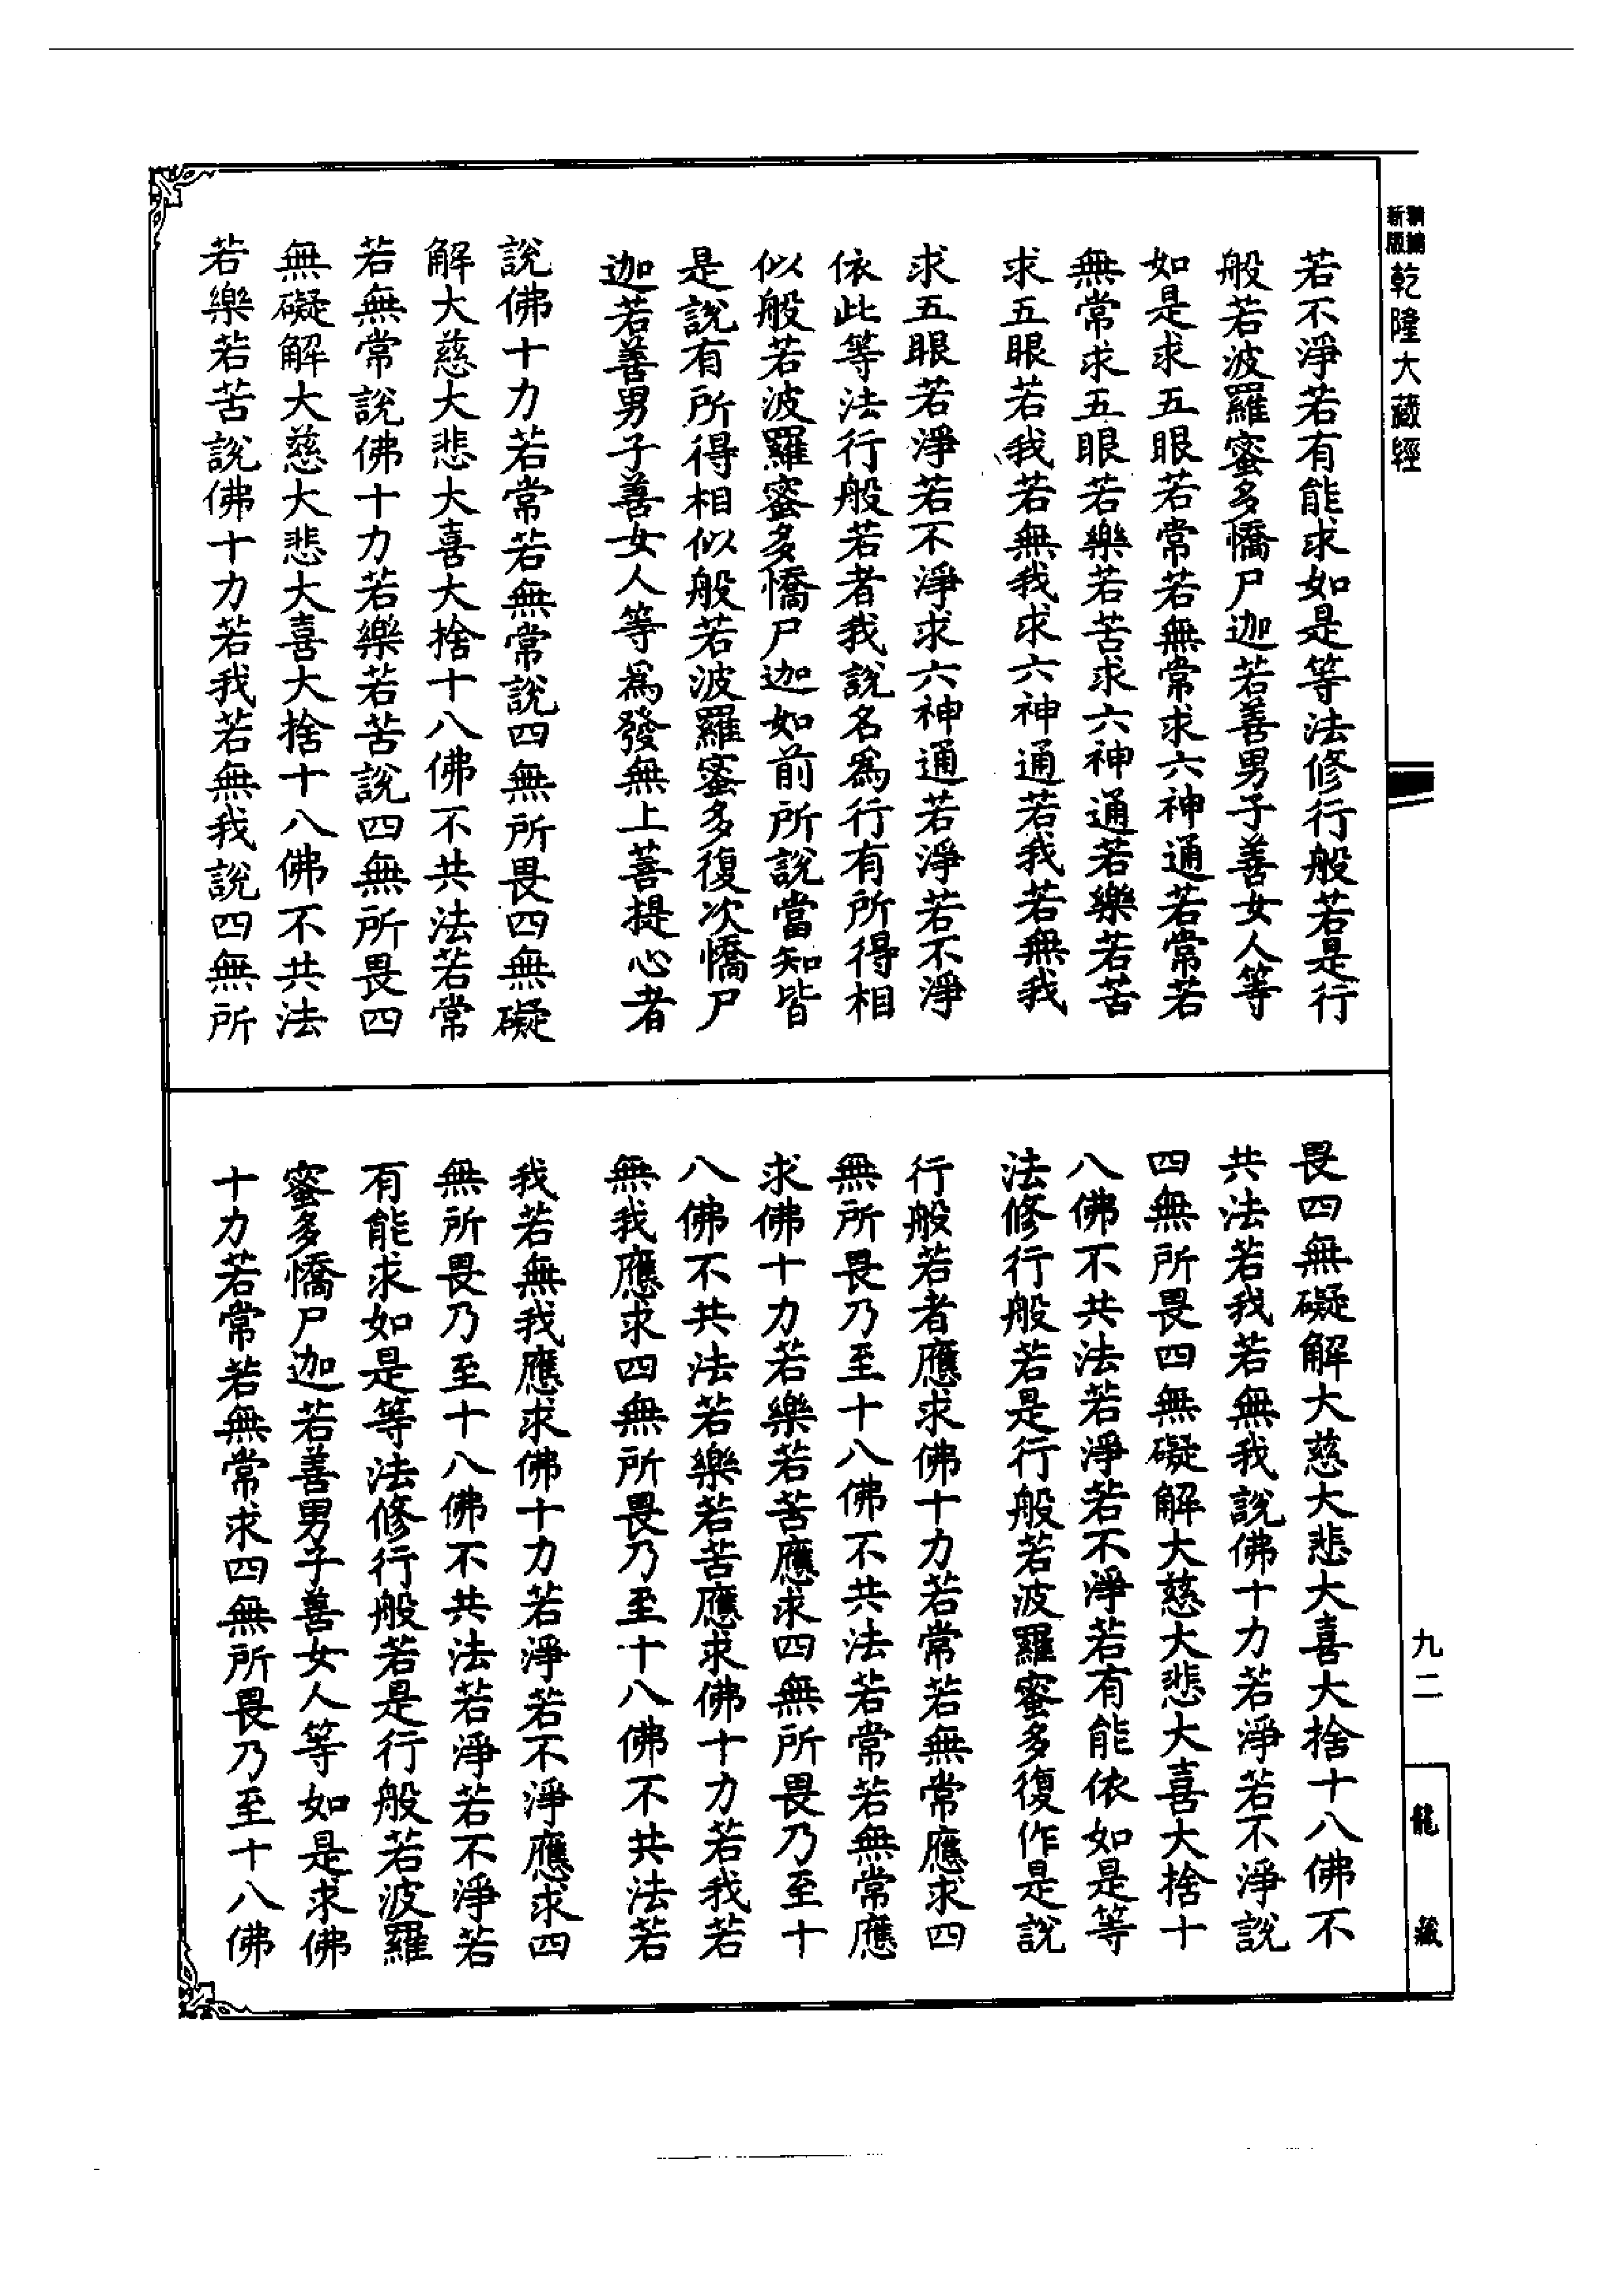 新編
新版
乾隆大藏經
若不淨若有能求如是等法修行般若是行
般若波羅蜜多憍尸迦若善男子善女人等
如是求五眼若常若無常求六神通若常若
無常求五眼若樂若苦求六神通若樂若苦
求五眼若我若無我求六神通若我若無我
求五眼若淨若不淨求六神通若淨若不淨
依此等法行般若者我說名為行有所得相
似般若波羅蜜多憍尸迦如前所說當知皆
是說有所得相似般若波羅蜜多復次憍尸
迦若善男子善女人等為發無上菩提心者
說佛十力若常若無常說四無所畏四無礙
解大慈大悲大喜大捨十八佛不共法若常
若無常說佛十力若樂若苦說四無所畏四
無礙解大慈大悲大喜大捨十八佛不共法
若樂若苦說佛十力若我若無我說四無所
畏四無礙解大慈大悲大喜大捨十八佛不
共法若我若無我說佛十力若淨若不淨說
四無所畏四無礙解大慈大悲大喜大捨十
八佛不共法若淨若不淨若有能依如是等
法修行般若是行般若波羅蜜多復作是說
行般若者應求佛十力若常若無常應求四
無所畏乃至十八佛不共法若常若無常應
求佛十力若樂若苦應求四無所畏乃至十
八佛不共法若樂若苦應求佛十力若我若
無我應求四無所畏乃至十八佛不共法若
我若無我應求佛十力若淨若不淨應求四
無所畏乃至十八佛不共法若淨若不淨若
有能求如是等法修行般若是行般若波羅
蜜多憍尸迦若善男子善女人等如是求佛
十力若常若無常求四無所畏乃至十八佛
九二
龍藏